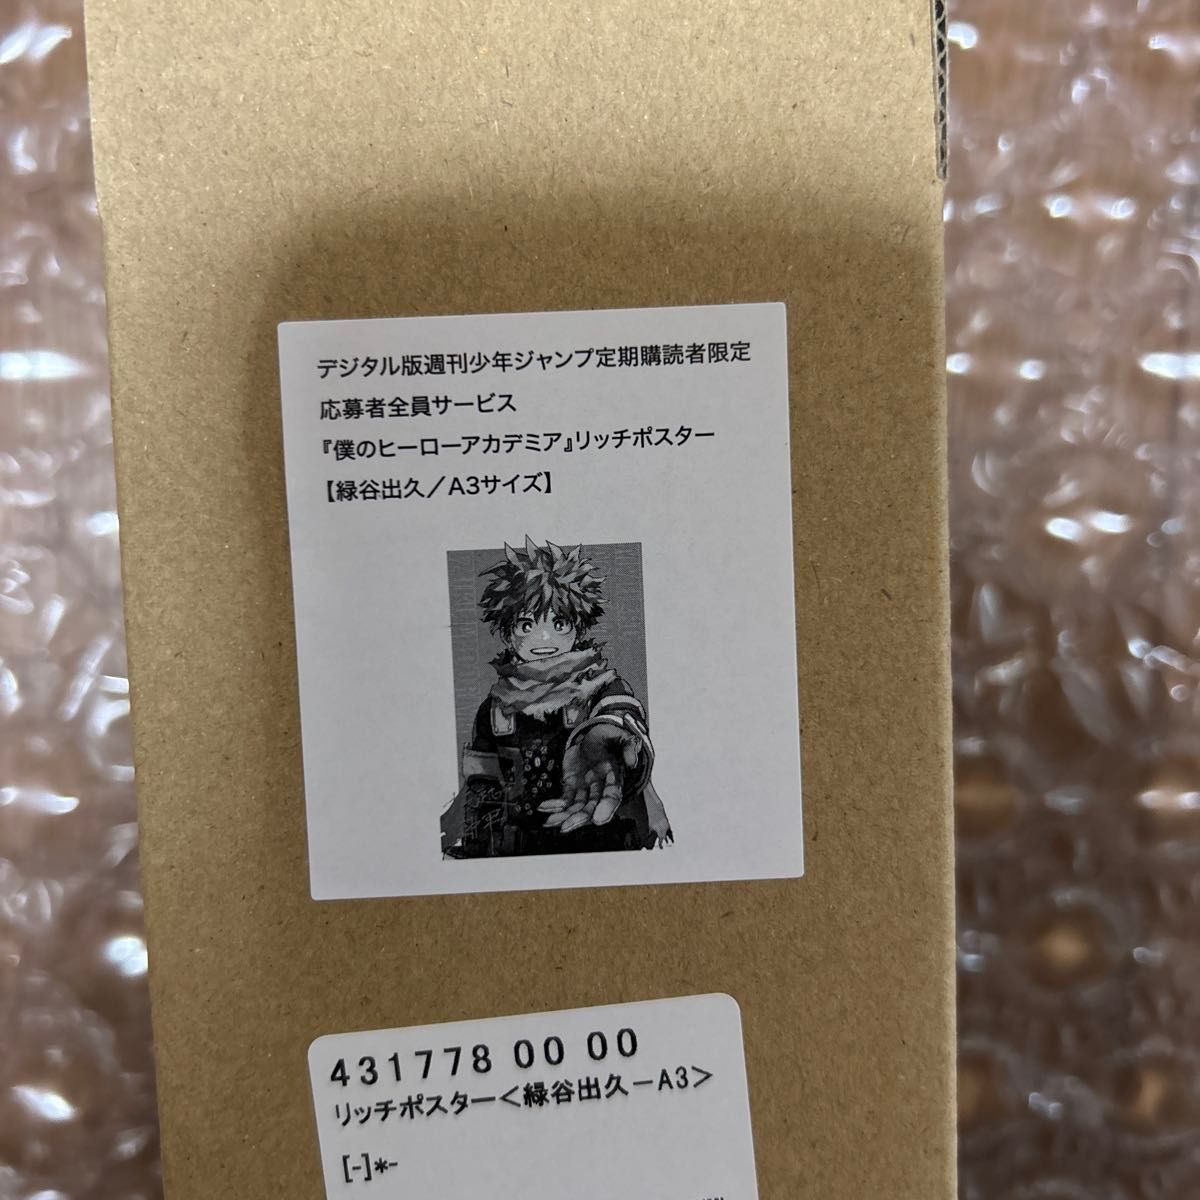 デジタル版週刊少年ジャンプ定期購読者限定
応募者全員サービス
『僕のヒーローアカデミア』リッチポスター
【緑谷出久／A3サイズ】
431778 00 00
リッチポスター＜緑谷出久－A3＞
[-]*-